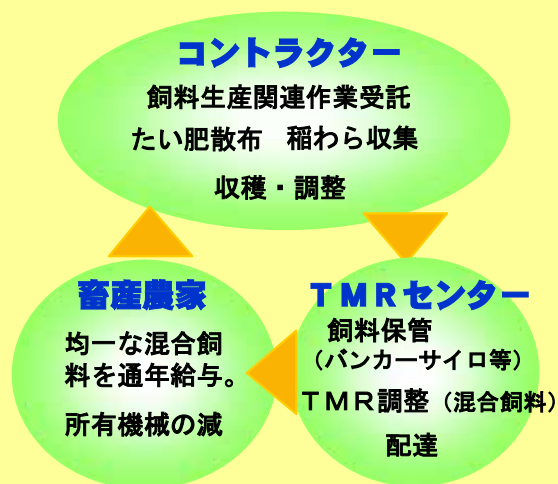 コントラクター
飼料生産関連作業受託
たい肥散布　稲わら収集
収穫・調整
畜産農家
均一な混合飼
料を通年給与。
所有機械の減
ＴＭＲセンター
飼料保管
（バンカーサイロ等）
ＴＭＲ調整（混合飼料）
配達